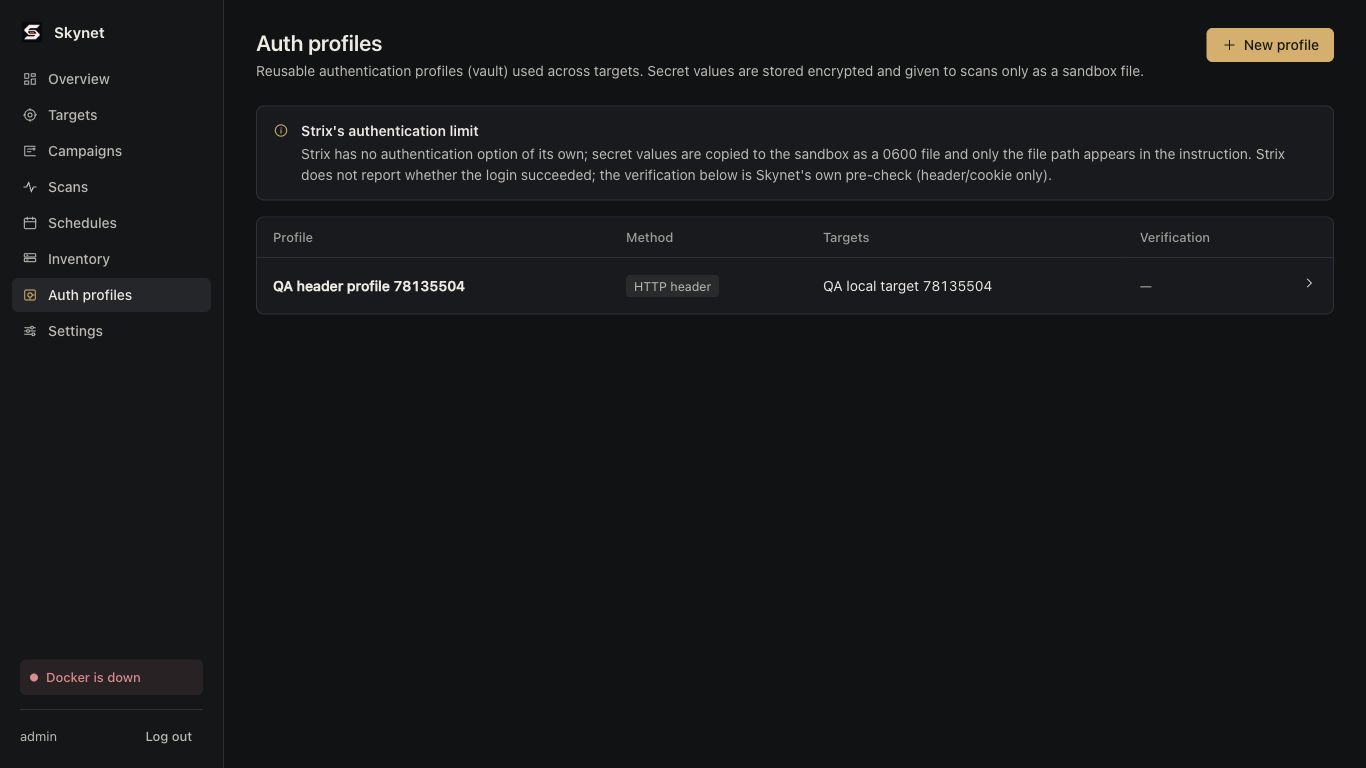 Skynet
Overview
Targets
Campaigns
Scans
Schedules
Inventory
Auth profiles
Settings
Docker is down
admin
Log out
Auth profiles
New profile
Reusable authentication profiles (vault) used across targets. Secret values are stored encrypted and given to scans only as a sandbox file.
Strix's authentication limit
Strix has no authentication option of its own; secret values are copied to the sandbox as a 0600 file and only the file path appears in the instruction. Strix
does not report whether the login succeeded; the verification below is Skynet's own pre-check (header/cookie only).
Profile Method Targets Verification
QA header profile 78135504 HTTP header QA local target 78135504 —